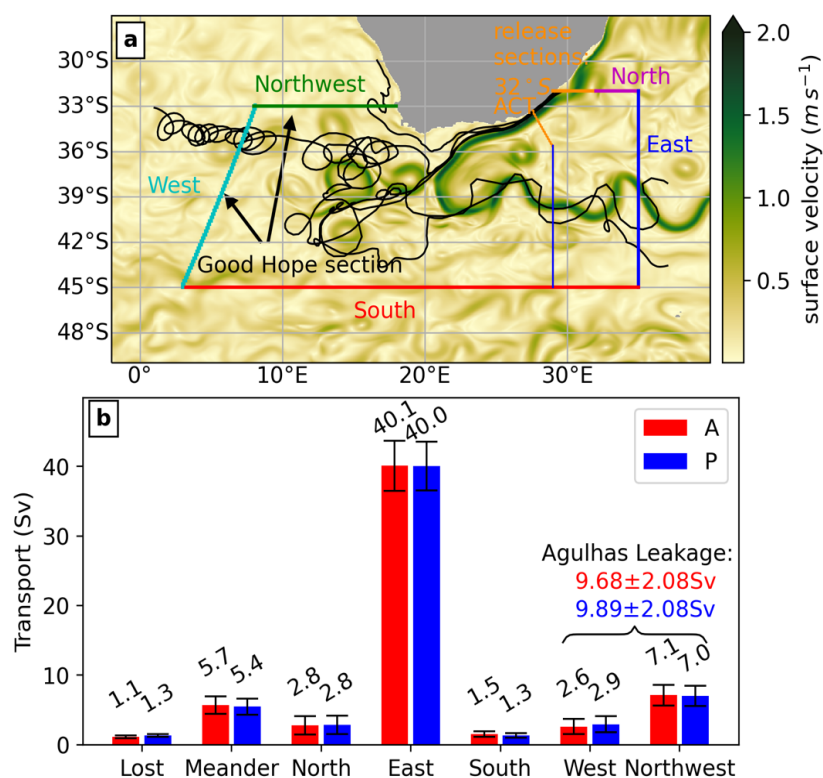 a
30°S
33°S
36°S
39°S
42°S
45°S
48°S
0°
10°E
20°E
30°E
release
sections:
32°S
ACT
North
Northwest
East
West
Good Hope section
South
2.0
1.5
1.0
0.5
surface velocity (m s⁻¹)
b
A
P
Transport (Sv)
40
30
20
10
0
1.1
1.3
5.7
5.4
2.8
2.8
40.1
40.0
1.5
1.3
2.6
2.9
7.1
7.0
Agulhas Leakage:
9.68±2.08Sv
9.89±2.08Sv
Lost
Meander
North
East
South
West
Northwest